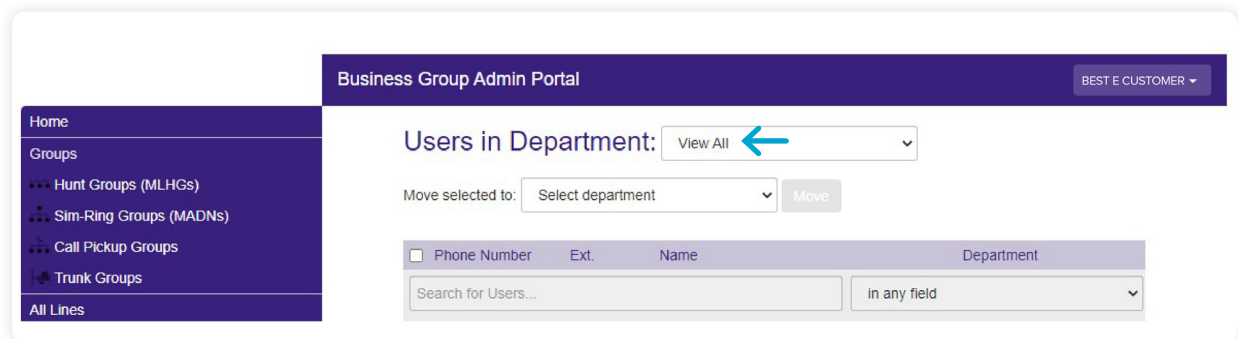 Business Group Admin Portal
BEST E CUSTOMER
Home
Groups
Hunt Groups (MLHGs)
Sim-Ring Groups (MADNs)
Call Pickup Groups
Trunk Groups
All Lines
Users in Department: View All
Move selected to: Select department Move
Phone Number Ext. Name Department
Search for Users... in any field